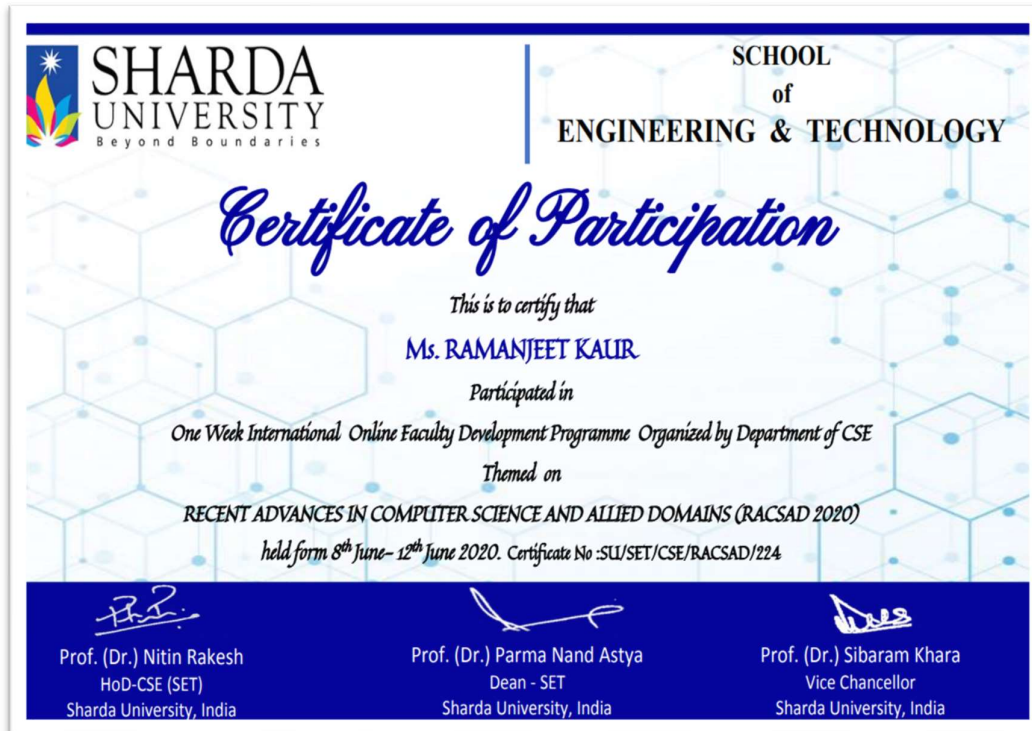 SHARDA
UNIVERSITY
Beyond Boundaries
SCHOOL
of
ENGINEERING & TECHNOLOGY
Certificate of Participation
This is to certify that
Ms. RAMANJEET KAUR
Participated in
One Week International Online Faculty Development Programme Organized by Department of CSE
Themed on
RECENT ADVANCES IN COMPUTER SCIENCE AND ALLIED DOMAINS (RACSAD 2020)
held form 8th June– 12th June 2020. Certificate No :SU/SET/CSE/RACSAD/224
Prof. (Dr.) Nitin Rakesh
HoD-CSE (SET)
Sharda University, India
Prof. (Dr.) Parma Nand Astya
Dean - SET
Sharda University, India
Prof. (Dr.) Sibaram Khara
Vice Chancellor
Sharda University, India